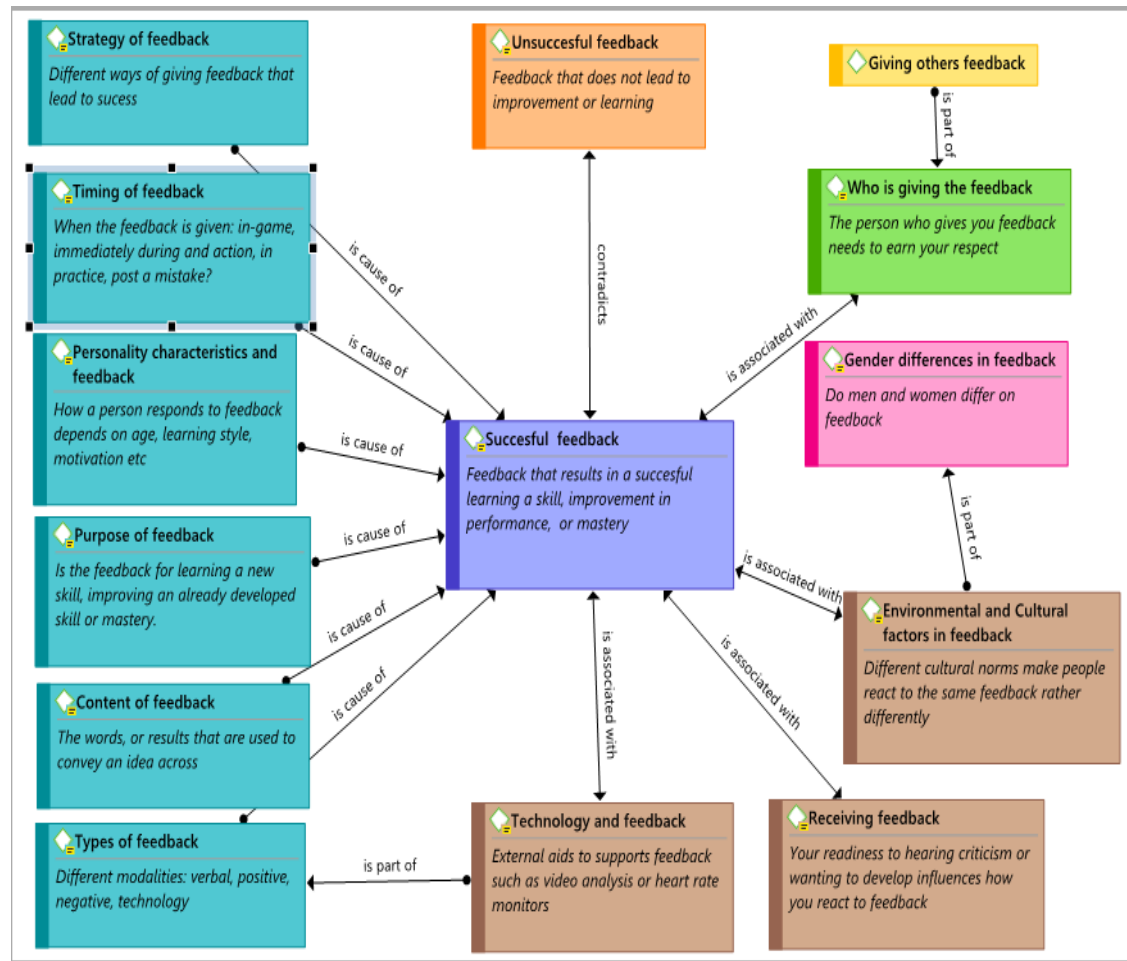 Strategy of feedback
Different ways of giving feedback that
lead to sucess
Unsuccesful feedback
Feedback that does not lead to
improvement or learning
Giving others feedback
is part of
Timing of feedback
When the feedback is given: in-game,
immediately during and action, in
practice, post a mistake?
Who is giving the feedback
The person who gives you feedback
needs to earn your respect
is cause of
contradicts
is associated with
is cause of
Personality characteristics and
feedback
How a person responds to feedback
depends on age, learning style,
motivation etc
Gender differences in feedback
Do men and women differ on
feedback
is cause of
Succesful feedback
Feedback that results in a succesful
learning a skill, improvement in
performance, or mastery
is part of
Purpose of feedback
Is the feedback for learning a new
skill, improving an already developed
skill or mastery.
is cause of
is associated with
Environmental and Cultural
factors in feedback
Different cultural norms make people
react to the same feedback rather
differently
is cause of
is associated with
is associated with
Content of feedback
The words, or results that are used to
convey an idea across
is cause of
Types of feedback
Different modalities: verbal, positive,
negative, technology
is part of
Technology and feedback
External aids to supports feedback
such as video analysis or heart rate
monitors
Receiving feedback
Your readiness to hearing criticism or
wanting to develop influences how
you react to feedback